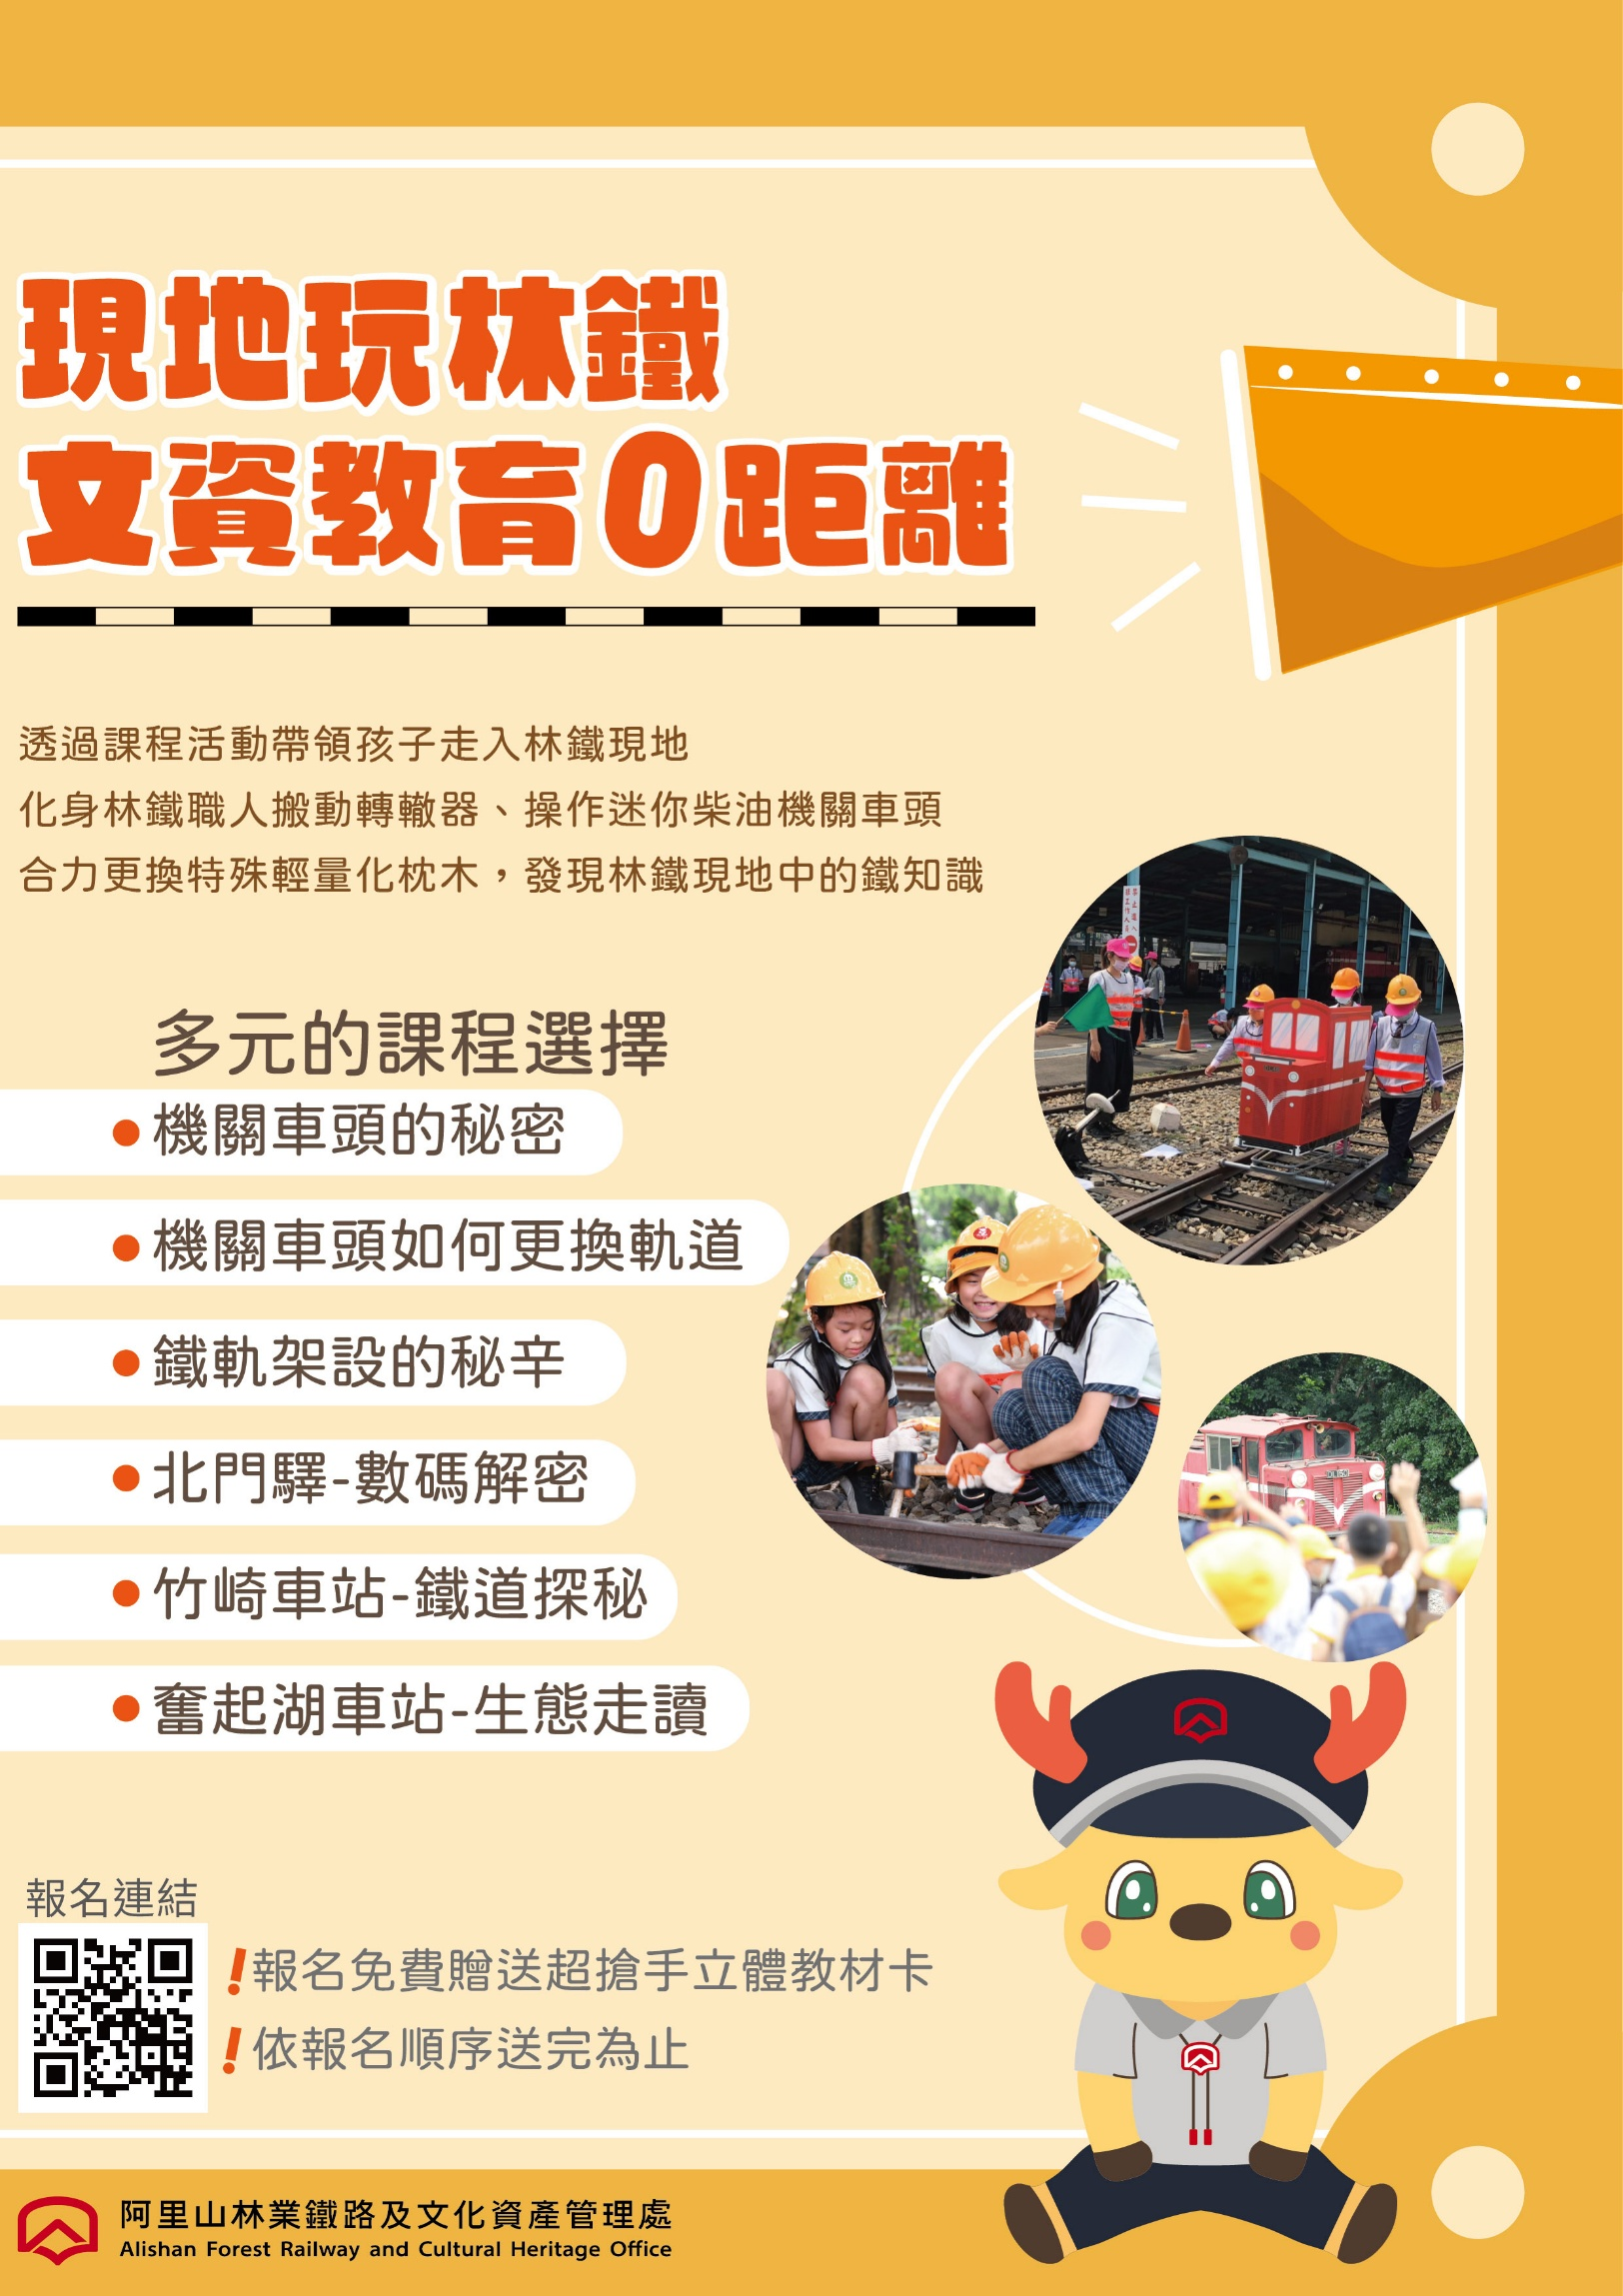 現地玩林鐵
文資教育0距離
透過課程活動帶領孩子走入林鐵現地
化身林鐵職人搬動轉轍器、操作迷你柴油機關車頭
合力更換特殊輕量化枕木，發現林鐵現地中的鐵知識
多元的課程選擇
機關車頭的秘密
機關車頭如何更換軌道
鐵軌架設的秘辛
北門驛-數碼解密
竹崎車站-鐵道探秘
奮起湖車站-生態走讀
報名連結
!報名免費贈送超搶手立體教材卡
!依報名順序送完為止
阿里山林業鐵路及文化資產管理處
Alishan Forest Railway and Cultural Heritage Office